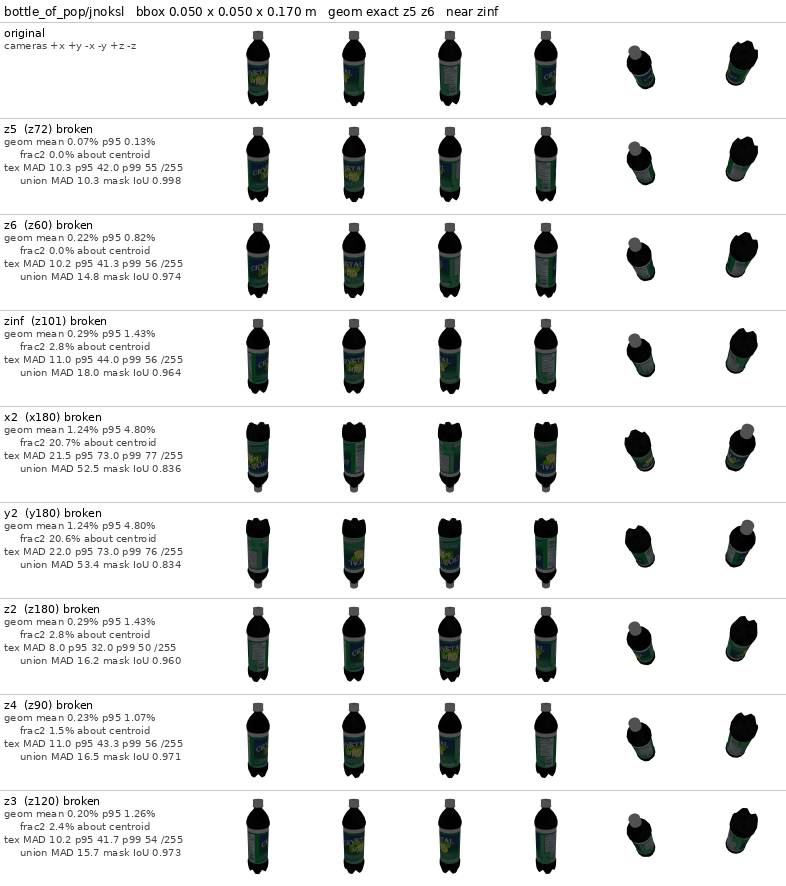 bottle_of_pop/jnoksl   bbox 0.050 x 0.050 x 0.170 m   geom exact z5 z6   near zinf
original
cameras +x +y -x -y +z -z
z5  (z72) broken
geom mean 0.07% p95 0.13%
frac2 0.0% about centroid
tex MAD 10.3 p95 42.0 p99 55 /255
union MAD 10.3 mask IoU 0.998
z6  (z60) broken
geom mean 0.22% p95 0.82%
frac2 0.0% about centroid
tex MAD 10.2 p95 41.3 p99 56 /255
union MAD 14.8 mask IoU 0.974
zinf  (z101) broken
geom mean 0.29% p95 1.43%
frac2 2.8% about centroid
tex MAD 11.0 p95 44.0 p99 56 /255
union MAD 18.0 mask IoU 0.964
x2  (x180) broken
geom mean 1.24% p95 4.80%
frac2 20.7% about centroid
tex MAD 21.5 p95 73.0 p99 77 /255
union MAD 52.5 mask IoU 0.836
y2  (y180) broken
geom mean 1.24% p95 4.80%
frac2 20.6% about centroid
tex MAD 22.0 p95 73.0 p99 76 /255
union MAD 53.4 mask IoU 0.834
z2  (z180) broken
geom mean 0.29% p95 1.43%
frac2 2.8% about centroid
tex MAD 8.0 p95 32.0 p99 50 /255
union MAD 16.2 mask IoU 0.960
z4  (z90) broken
geom mean 0.23% p95 1.07%
frac2 1.5% about centroid
tex MAD 11.0 p95 43.3 p99 56 /255
union MAD 16.5 mask IoU 0.971
z3  (z120) broken
geom mean 0.20% p95 1.26%
frac2 2.4% about centroid
tex MAD 10.2 p95 41.7 p99 54 /255
union MAD 15.7 mask IoU 0.973